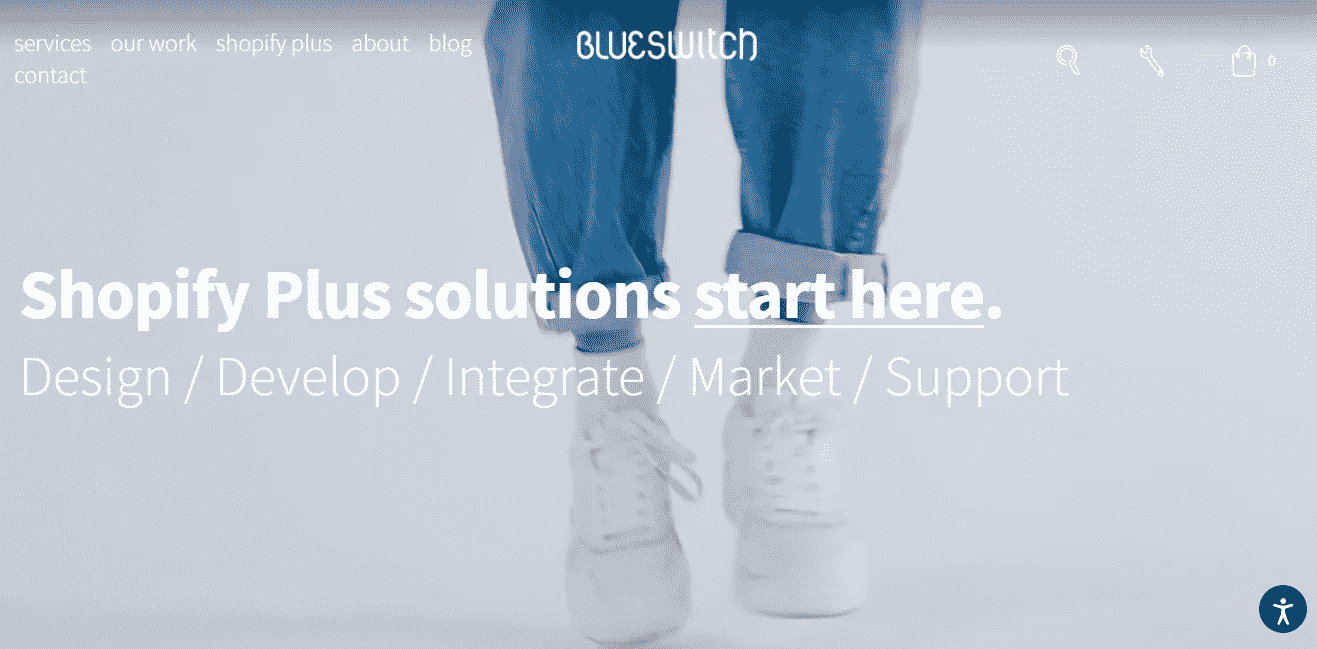 services our work shopify plus about blog
contact
BLUESWITCH
0
Shopify Plus solutions start here.
Design / Develop / Integrate / Market / Support